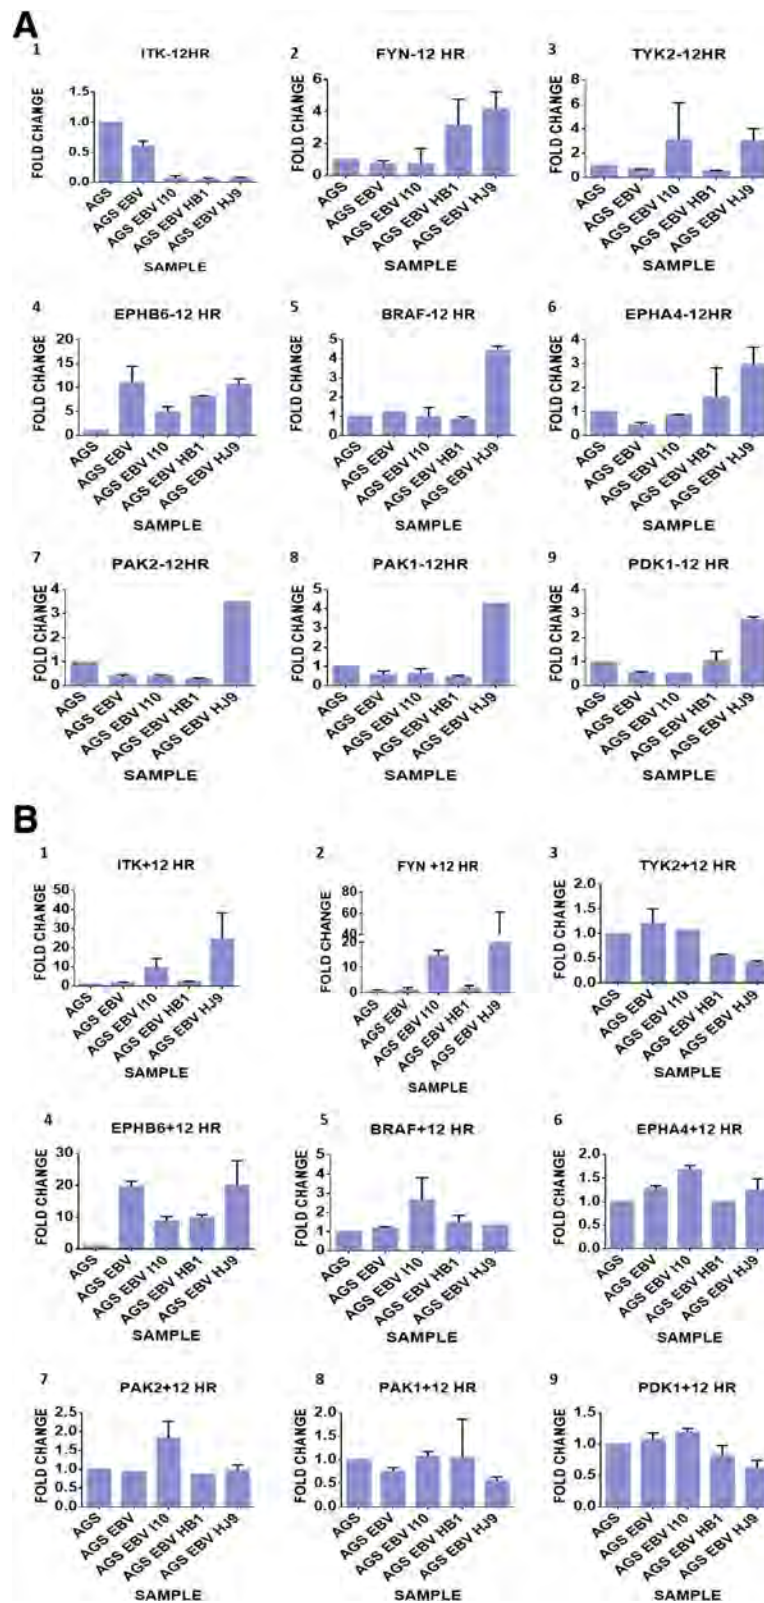 A
1 ITK-12HR
FOLD CHANGE
1.5
1.0
0.5
0.0
AGS
AGS EBV
AGS EBV I10
AGS EBV HB1
AGS EBV HJ9
SAMPLE
2 FYN-12 HR
FOLD CHANGE
6
4
2
0
AGS
AGS EBV
AGS EBV I10
AGS EBV HB1
AGS EBV HJ9
SAMPLE
3 TYK2-12HR
FOLD CHANGE
8
6
4
2
0
AGS
AGS EBV
AGS EBV I10
AGS EBV HB1
AGS EBV HJ9
SAMPLE
4 EPHB6-12 HR
FOLD CHANGE
20
15
10
5
0
AGS
AGS EBV
AGS EBV I10
AGS EBV HB1
AGS EBV HJ9
SAMPLE
5 BRAF-12 HR
FOLD CHANGE
5
4
3
2
1
0
AGS
AGS EBV
AGS EBV I10
AGS EBV HB1
AGS EBV HJ9
SAMPLE
6 EPHA4-12HR
FOLD CHANGE
4
3
2
1
0
AGS
AGS EBV
AGS EBV I10
AGS EBV HB1
AGS EBV HJ9
SAMPLE
7 PAK2-12HR
FOLD CHANGE
4
3
2
1
0
AGS
AGS EBV
AGS EBV I10
AGS EBV HB1
AGS EBV HJ9
SAMPLE
8 PAK1-12HR
FOLD CHANGE
5
4
3
2
1
0
AGS
AGS EBV
AGS EBV I10
AGS EBV HB1
AGS EBV HJ9
SAMPLE
9 PDK1-12 HR
FOLD CHANGE
4
3
2
1
0
AGS
AGS EBV
AGS EBV I10
AGS EBV HB1
AGS EBV HJ9
SAMPLE
B
1 ITK+12 HR
FOLD CHANGE
50
40
30
20
10
0
AGS
AGS EBV
AGS EBV I10
AGS EBV HB1
AGS EBV HJ9
SAMPLE
2 FYN +12 HR
FOLD CHANGE
80
60
40
20
10
0
AGS
AGS EBV
AGS EBV I10
AGS EBV HB1
AGS EBV HJ9
SAMPLE
3 TYK2+12 HR
FOLD CHANGE
2.0
1.5
1.0
0.5
0.0
AGS
AGS EBV
AGS EBV I10
AGS EBV HB1
AGS EBV HJ9
SAMPLE
4 EPHB6+12 HR
FOLD CHANGE
30
20
10
0
AGS
AGS EBV
AGS EBV I10
AGS EBV HB1
AGS EBV HJ9
SAMPLE
5 BRAF+12 HR
FOLD CHANGE
5
4
3
2
1
0
AGS
AGS EBV
AGS EBV I10
AGS EBV HB1
AGS EBV HJ9
SAMPLE
6 EPHA4+12 HR
FOLD CHANGE
2.0
1.5
1.0
0.5
0.0
AGS
AGS EBV
AGS EBV I10
AGS EBV HB1
AGS EBV HJ9
SAMPLE
7 PAK2+12 HR
FOLD CHANGE
2.5
2.0
1.5
1.0
0.5
0.0
AGS
AGS EBV
AGS EBV I10
AGS EBV HB1
AGS EBV HJ9
SAMPLE
8 PAK1+12 HR
FOLD CHANGE
2.0
1.5
1.0
0.5
0.0
AGS
AGS EBV
AGS EBV I10
AGS EBV HB1
AGS EBV HJ9
SAMPLE
9 PDK1+12 HR
FOLD CHANGE
1.5
1.0
0.5
0.0
AGS
AGS EBV
AGS EBV I10
AGS EBV HB1
AGS EBV HJ9
SAMPLE